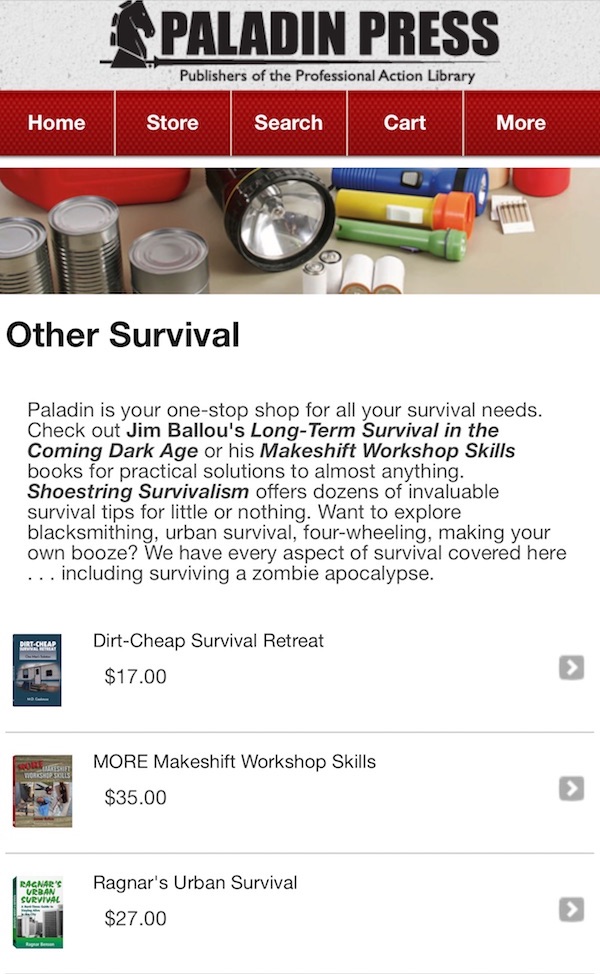 PALADIN PRESS
Publishers of the Professional Action Library
Home Store Search Cart More
Other Survival
Paladin is your one-stop shop for all your survival needs.
Check out Jim Ballou's Long-Term Survival in the
Coming Dark Age or his Makeshift Workshop Skills
books for practical solutions to almost anything.
Shoestring Survivalism offers dozens of invaluable
survival tips for little or nothing. Want to explore
blacksmithing, urban survival, four-wheeling, making your
own booze? We have every aspect of survival covered here
. . . including surviving a zombie apocalypse.
DIRT-CHEAP
SURVIVAL RETREAT
Dirt-Cheap Survival Retreat
$17.00
MORE MAKESHIFT
WORKSHOP SKILLS
MORE Makeshift Workshop Skills
$35.00
RAGNAR'S
URBAN
SURVIVAL
Ragnar Benson
Ragnar's Urban Survival
$27.00